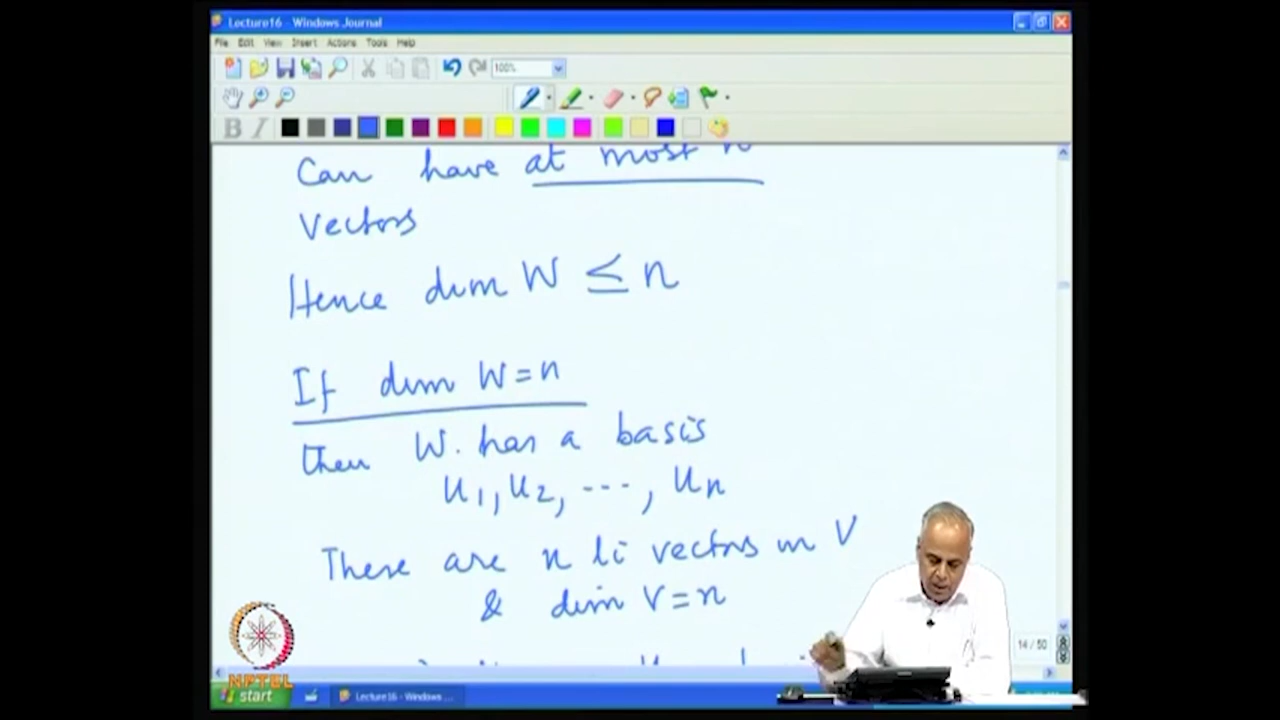 Lecture16 - Windows Journal
File Edit View Insert Actions Tools Help
100%
B I
Can have at most n
Vectors
Hence dim W ≤ n
If dim W = n
then W. has a basis
u1, u2, ---, un
There are n li vectors in V
& dim V = n
14 / 50
NPTEL
start Lecture16 - Windows ...